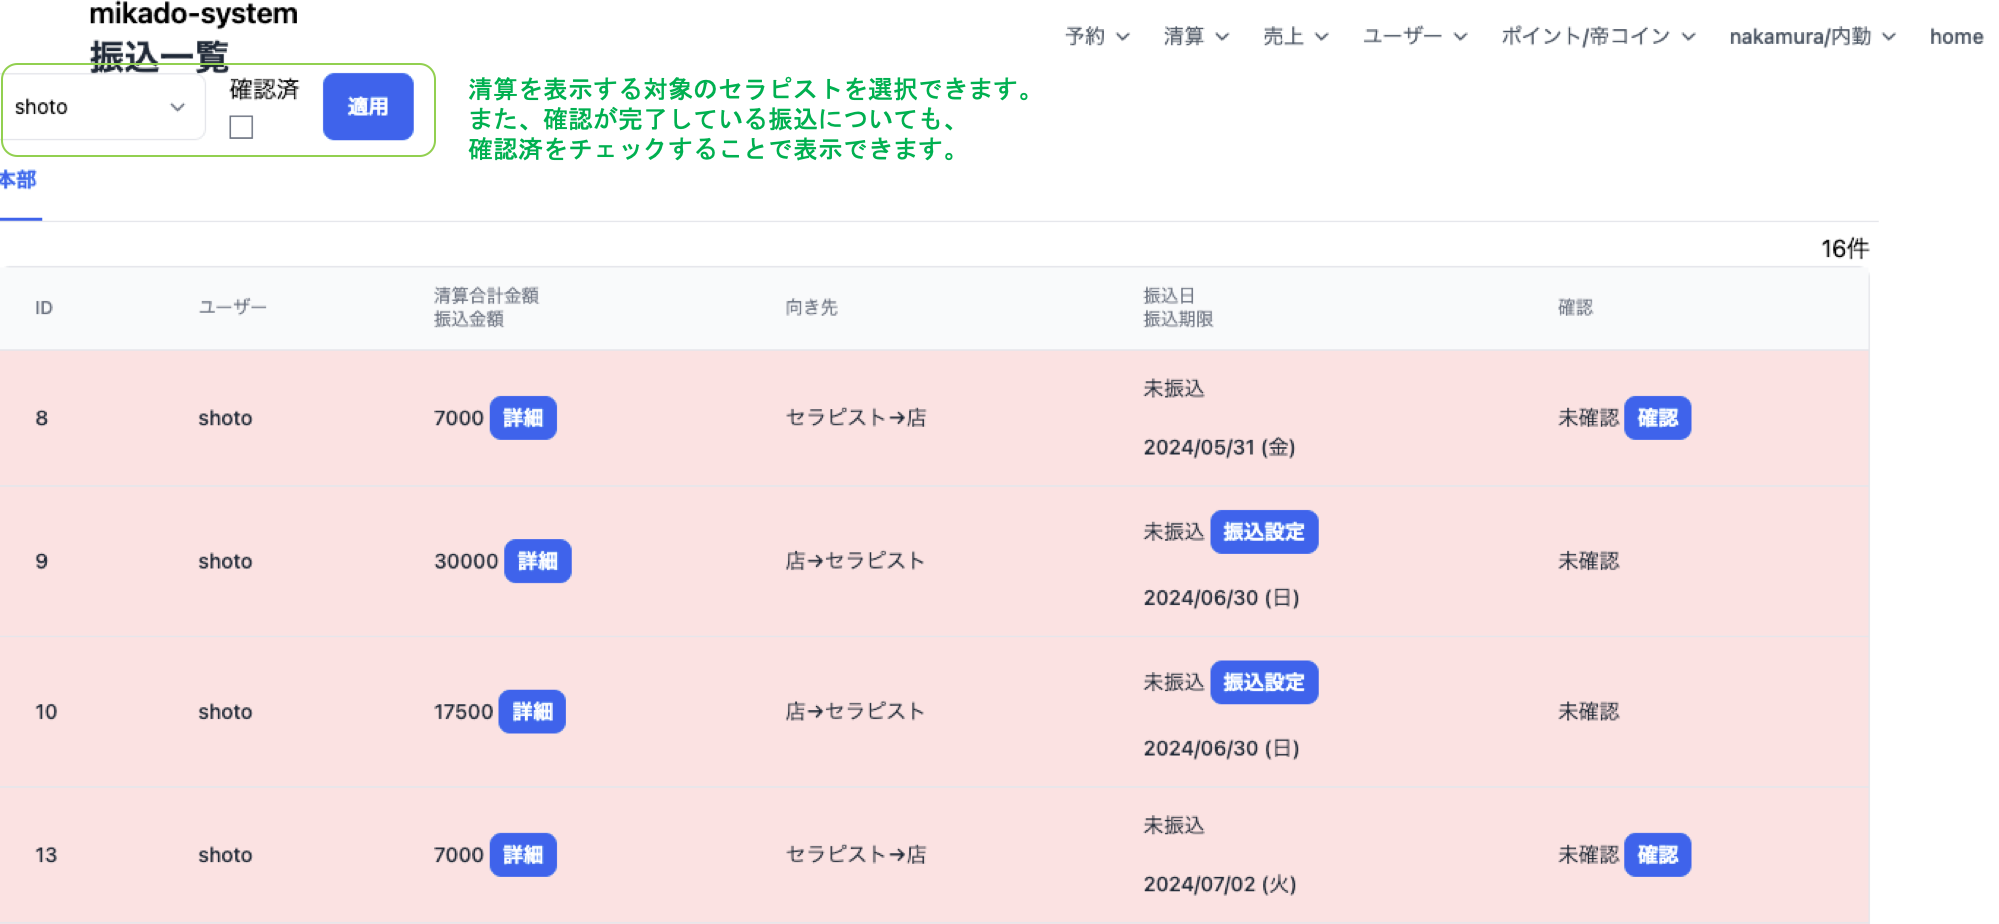 mikado-system
予約
清算
売上
ユーザー
ポイント/帝コイン
nakamura/内勤
home
振込一覧
shoto
確認済
適用
清算を表示する対象のセラピストを選択できます。
また、確認が完了している振込についても、
確認済をチェックすることで表示できます。
本部
16件
ID
ユーザー
清算合計金額
振込金額
向き先
振込日
振込期限
確認
8
shoto
7000 詳細
セラピスト→店
未振込
2024/05/31 (金)
未確認 確認
9
shoto
30000 詳細
店→セラピスト
未振込 振込設定
2024/06/30 (日)
未確認
10
shoto
17500 詳細
店→セラピスト
未振込 振込設定
2024/06/30 (日)
未確認
13
shoto
7000 詳細
セラピスト→店
未振込
2024/07/02 (火)
未確認 確認